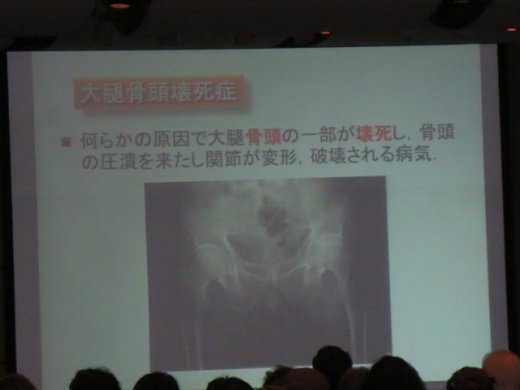 大腿骨頭壊死症
何らかの原因で大腿骨頭の一部が壊死し，骨頭
の圧潰を来たし関節が変形，破壊される病気．